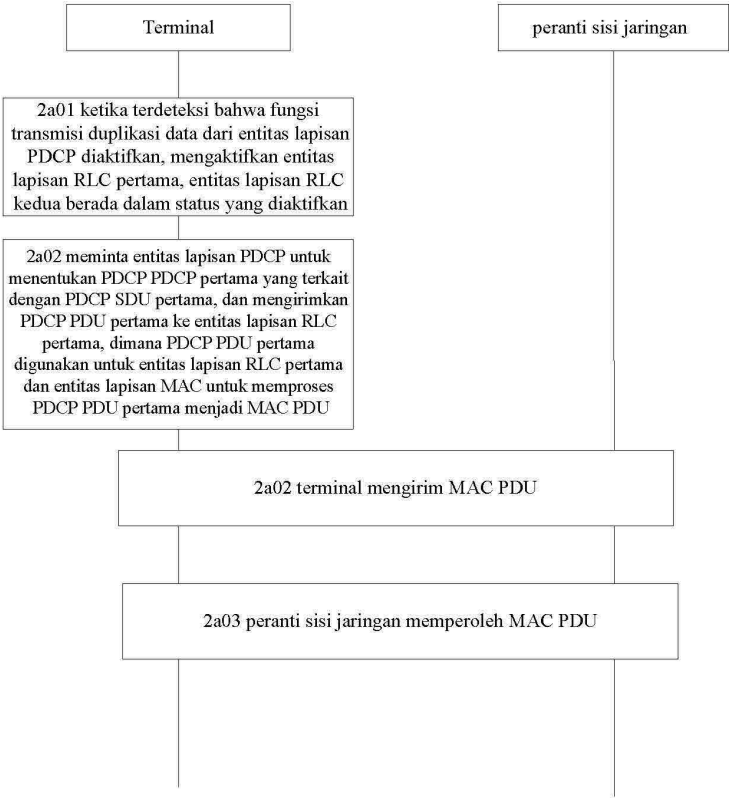 Terminal
peranti sisi jaringan
2a01 ketika terdeteksi bahwa fungsi
transmisi duplikasi data dari entitas lapisan
PDCP diaktifkan, mengaktifkan entitas
lapisan RLC pertama, entitas lapisan RLC
kedua berada dalam status yang diaktifkan
2a02 meminta entitas lapisan PDCP untuk
menentukan PDCP PDCP pertama yang terkait
dengan PDCP SDU pertama, dan mengirimkan
PDCP PDU pertama ke entitas lapisan RLC
pertama, dimana PDCP PDU pertama
digunakan untuk entitas lapisan RLC pertama
dan entitas lapisan MAC untuk memproses
PDCP PDU pertama menjadi MAC PDU
2a02 terminal mengirim MAC PDU
2a03 peranti sisi jaringan memperoleh MAC PDU